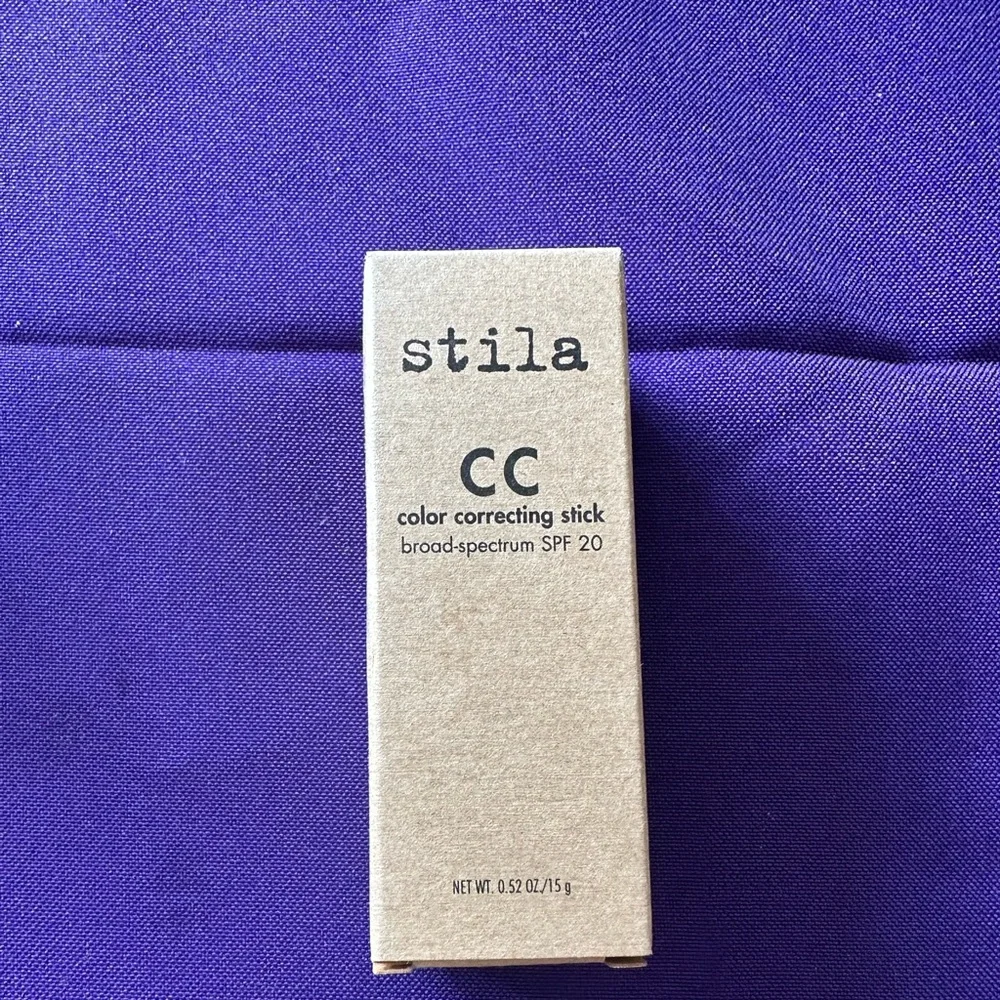 stila
CC
color correcting stick
broad-spectrum SPF 20
NET WT. 0.52 OZ./15 g